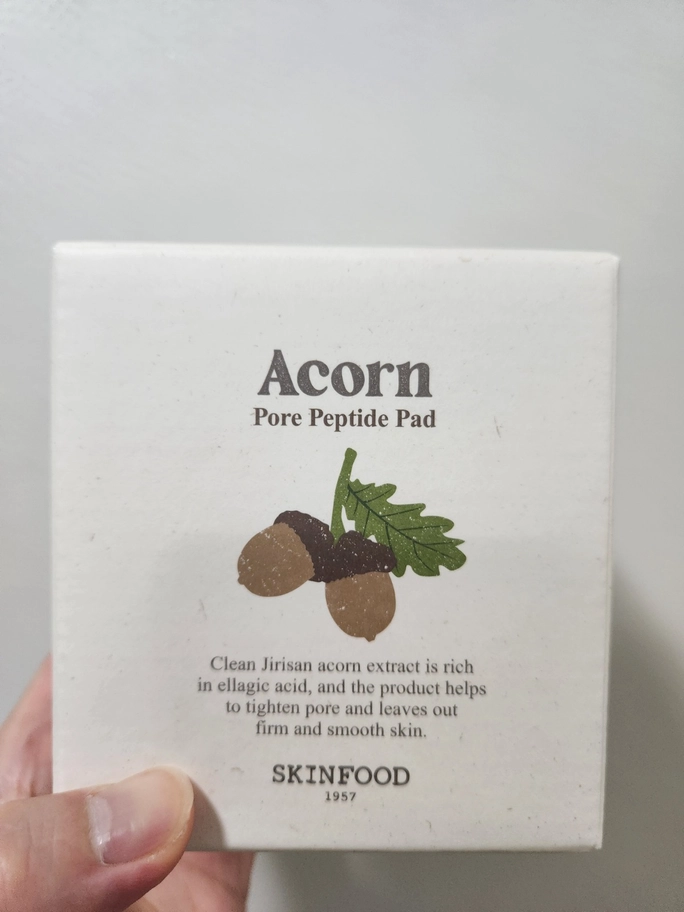 Acorn
Pore Peptide Pad
Clean Jirisan acorn extract is rich
in ellagic acid, and the product helps
to tighten pore and leaves out
firm and smooth skin.
SKINFOOD
1957